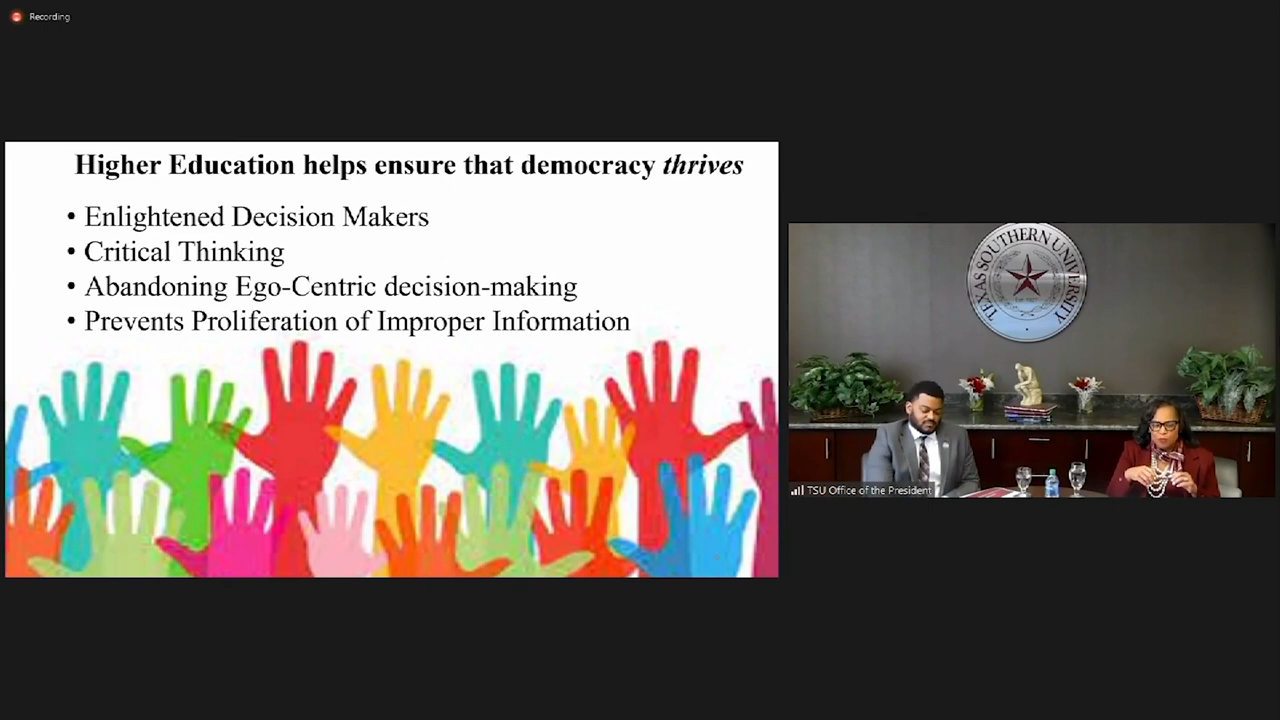 Recording
Higher Education helps ensure that democracy thrives
• Enlightened Decision Makers
• Critical Thinking
• Abandoning Ego-Centric decision-making
• Prevents Proliferation of Improper Information
TEXAS SOUTHERN UNIVERSITY
TSU Office of the President